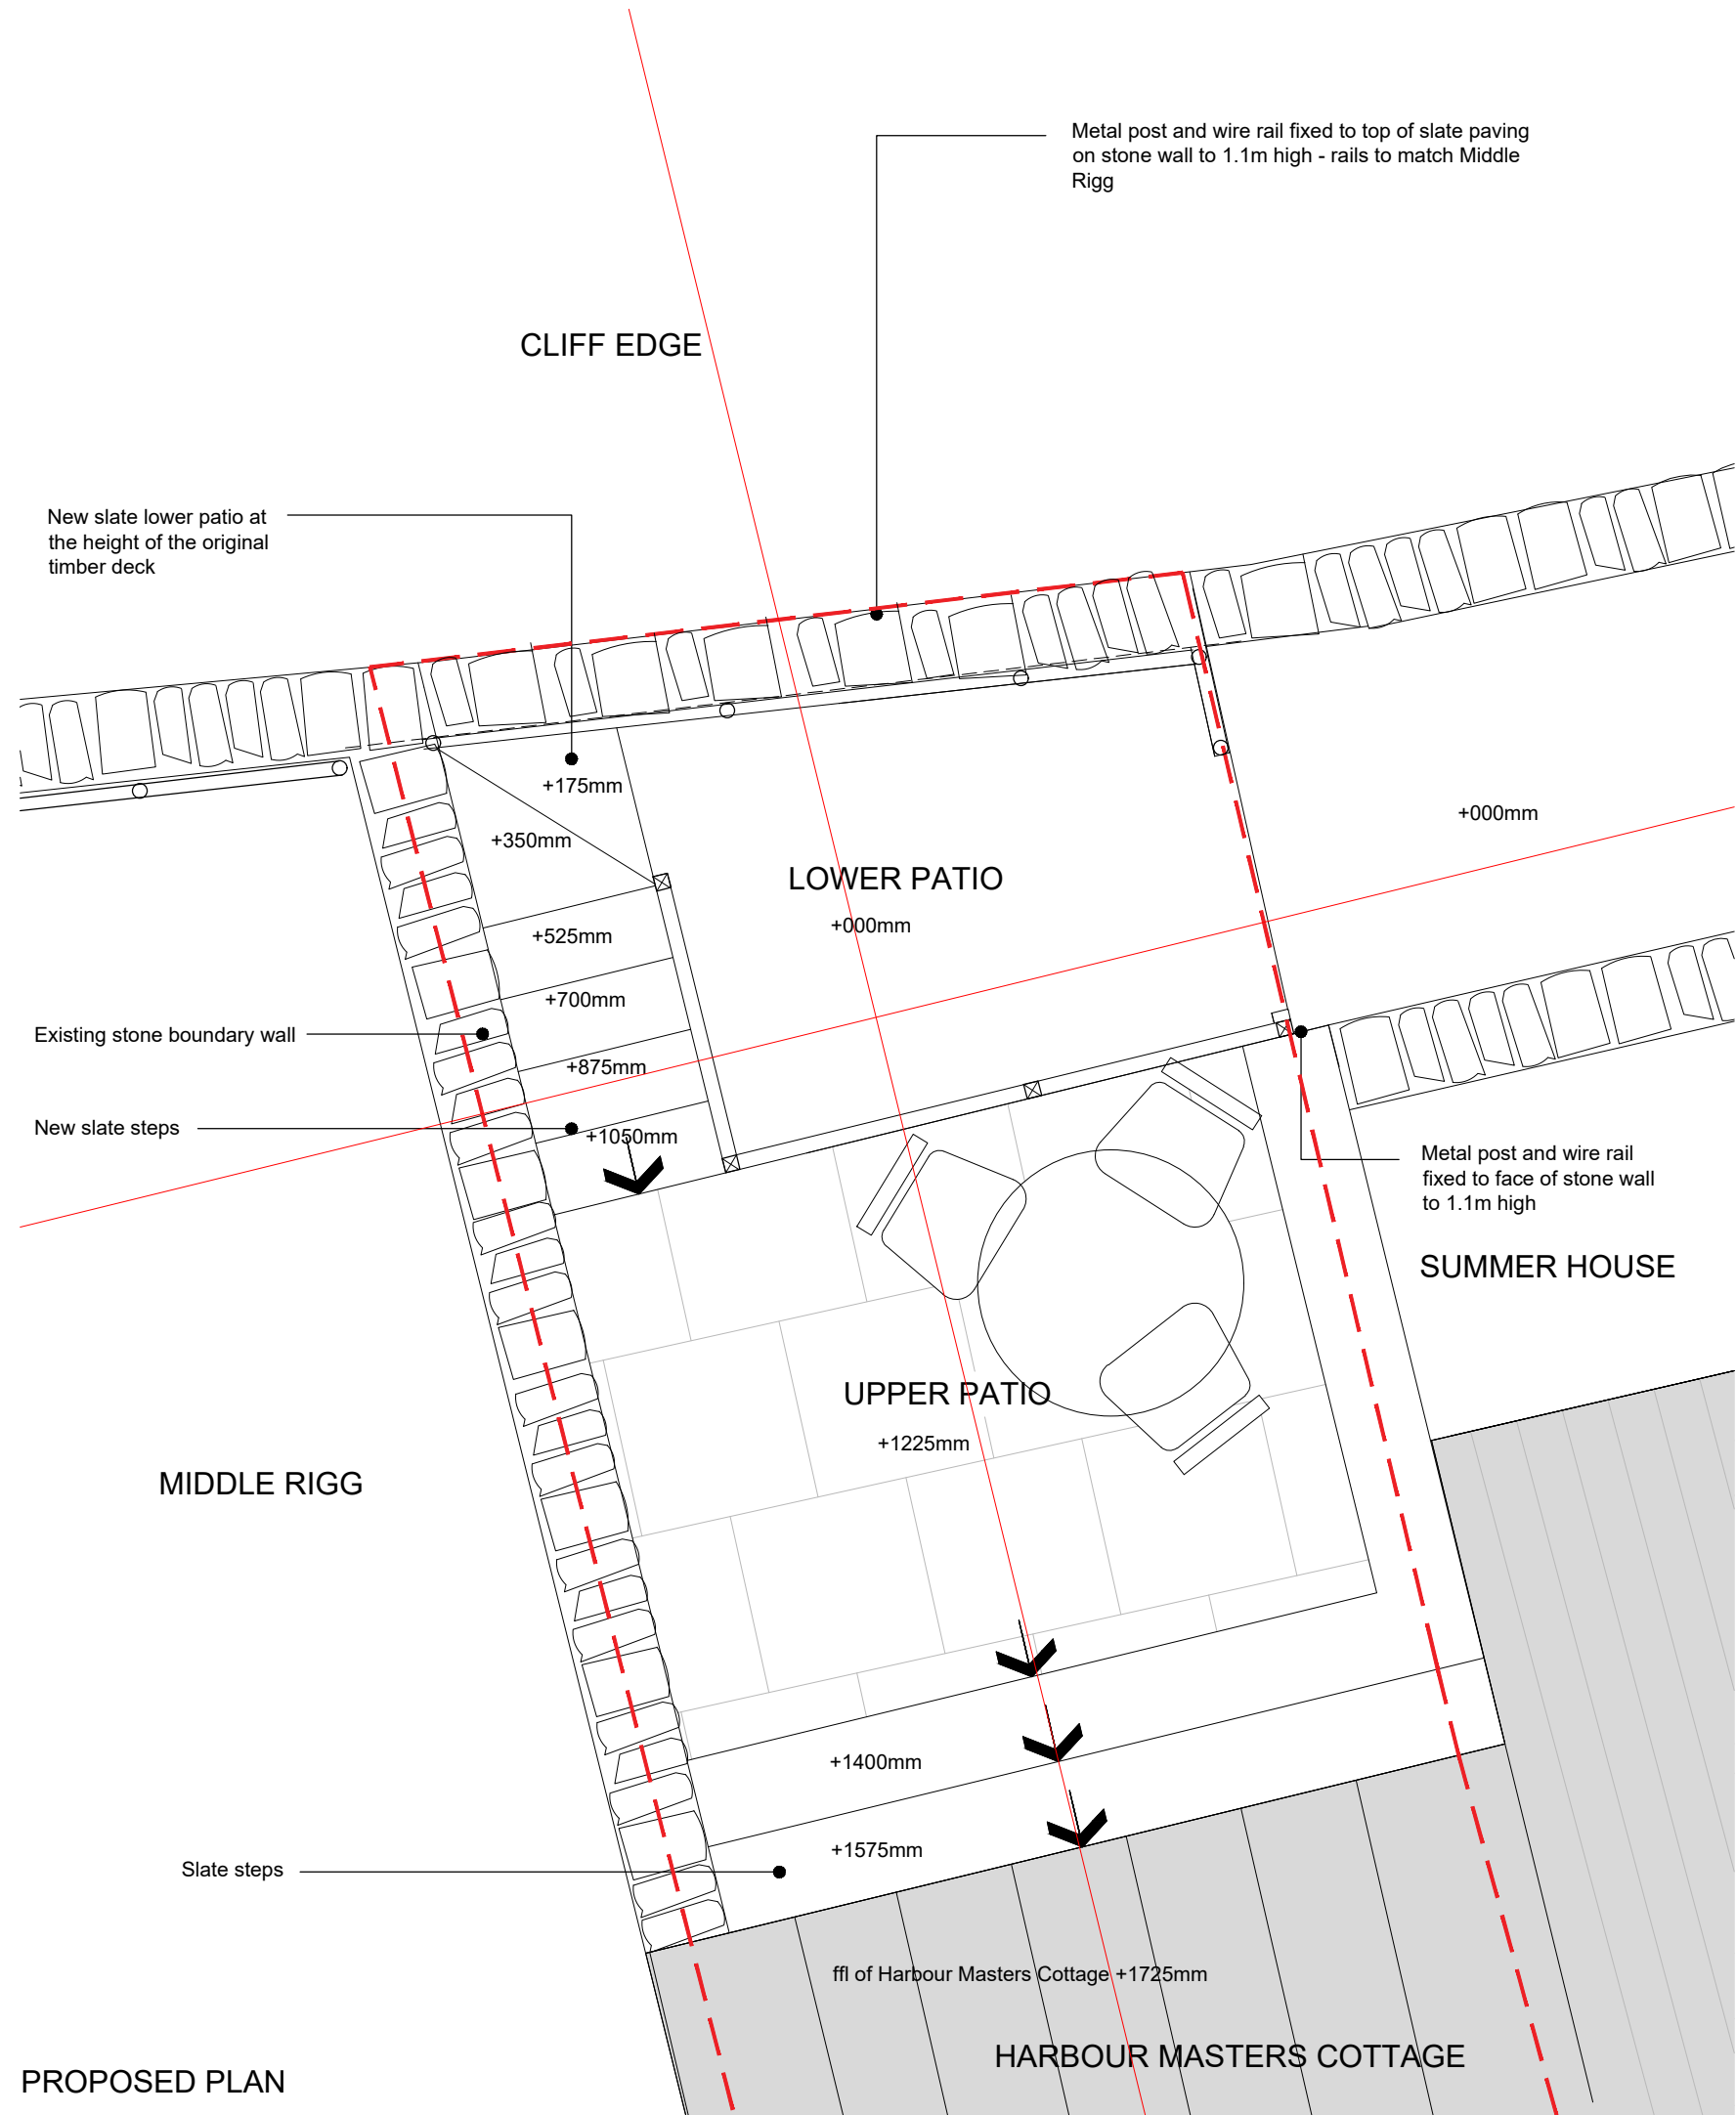 Metal post and wire rail fixed to top of slate paving
on stone wall to 1.1m high - rails to match Middle
Rigg
CLIFF EDGE
New slate lower patio at
the height of the original
timber deck
+175mm
+350mm
+000mm
LOWER PATIO
+000mm
+525mm
+700mm
Existing stone boundary wall
+875mm
New slate steps
+1050mm
Metal post and wire rail
fixed to face of stone wall
to 1.1m high
SUMMER HOUSE
UPPER PATIO
+1225mm
MIDDLE RIGG
+1400mm
+1575mm
Slate steps
ffl of Harbour Masters Cottage +1725mm
HARBOUR MASTERS COTTAGE
PROPOSED PLAN